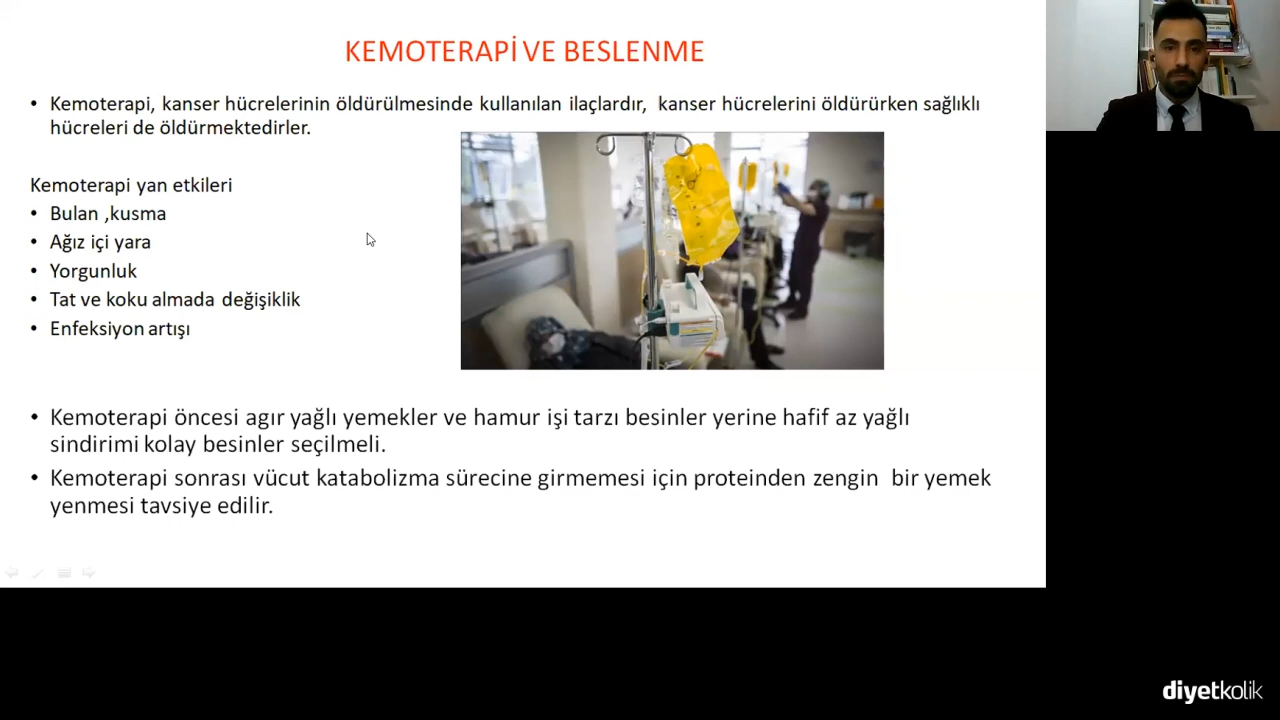 KEMOTERAPİ VE BESLENME
• Kemoterapi, kanser hücrelerinin öldürülmesinde kullanılan ilaçlardır, kanser hücrelerini öldürürken sağlıklı
hücreleri de öldürmektedirler.
Kemoterapi yan etkileri
• Bulan ,kusma
• Ağız içi yara
• Yorgunluk
• Tat ve koku almada değişiklik
• Enfeksiyon artışı
• Kemoterapi öncesi agır yağlı yemekler ve hamur işi tarzı besinler yerine hafif az yağlı
sindirimi kolay besinler seçilmeli.
• Kemoterapi sonrası vücut katabolizma sürecine girmemesi için proteinden zengin bir yemek
yenmesi tavsiye edilir.
diyetkolik